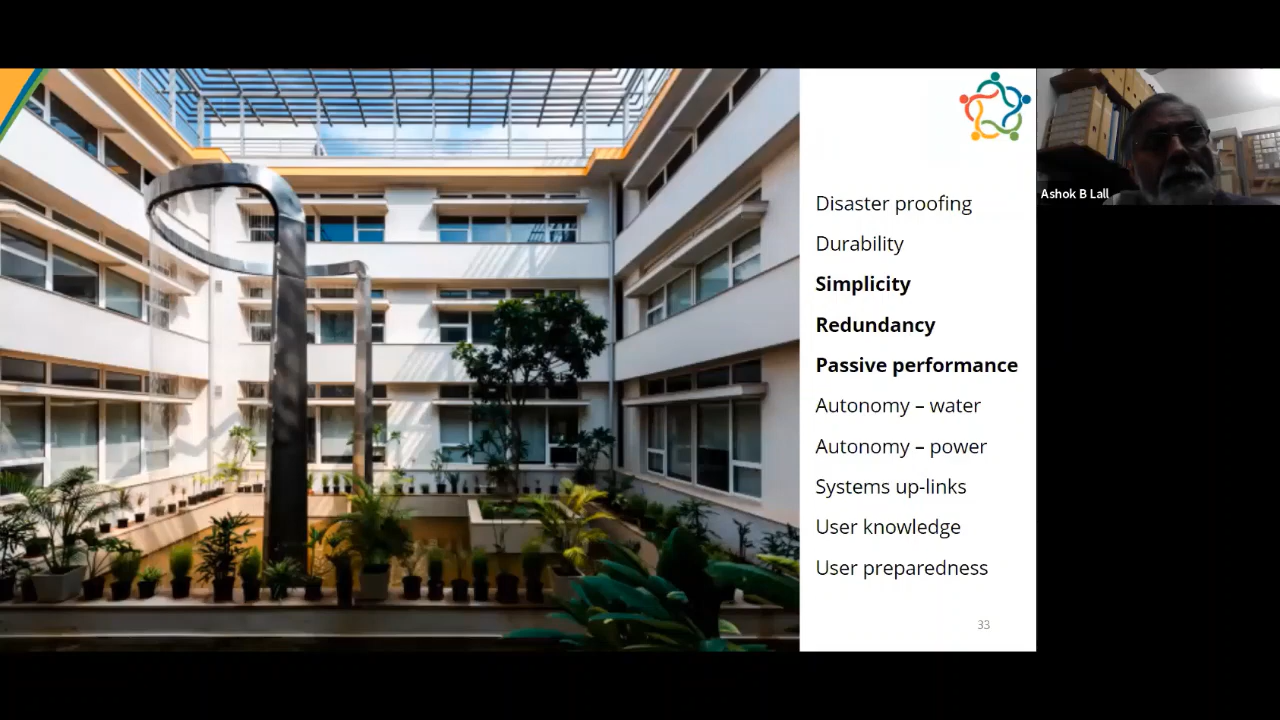 Disaster proofing
Durability
Simplicity
Redundancy
Passive performance
Autonomy – water
Autonomy – power
Systems up-links
User knowledge
User preparedness
33
Ashok B Lall